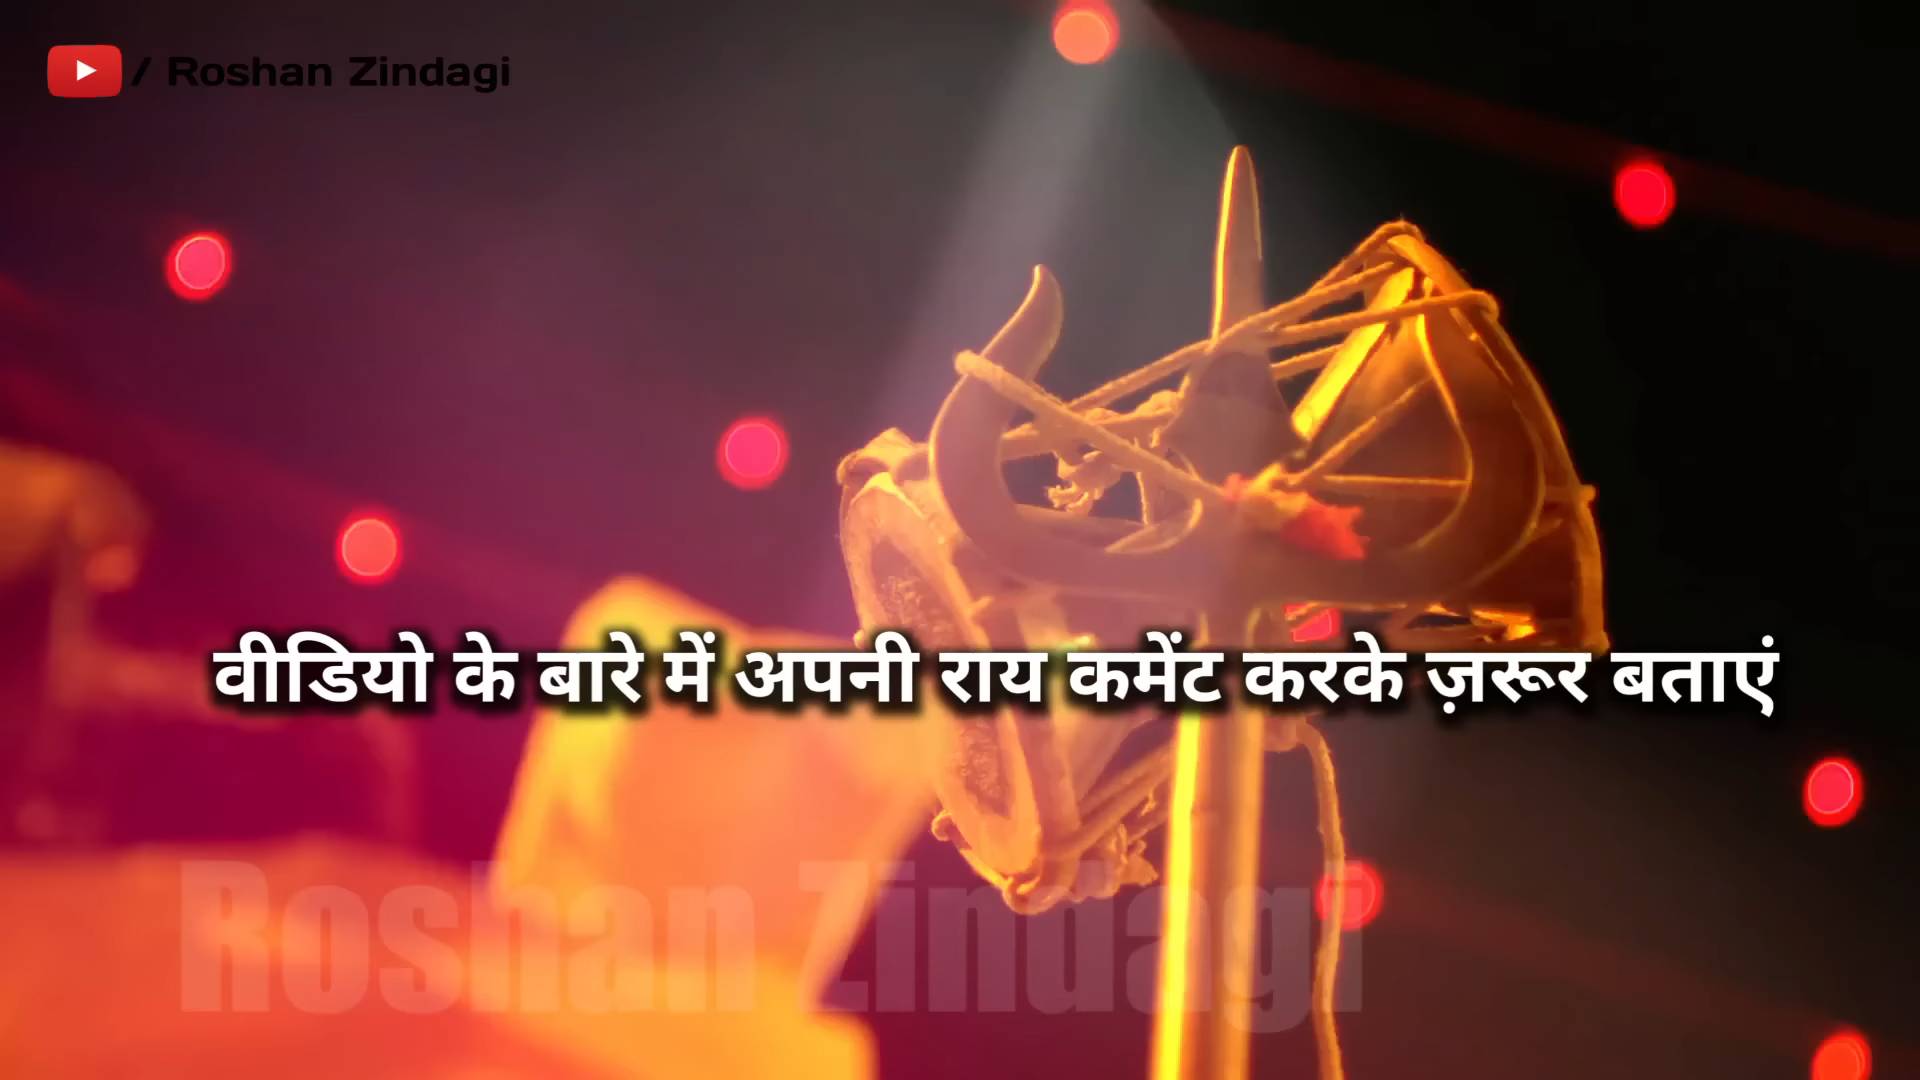 / Roshan Zindagi
वीडियो के बारे में अपनी राय कमेंट करके ज़रूर बताएं
Roshan Zindagi